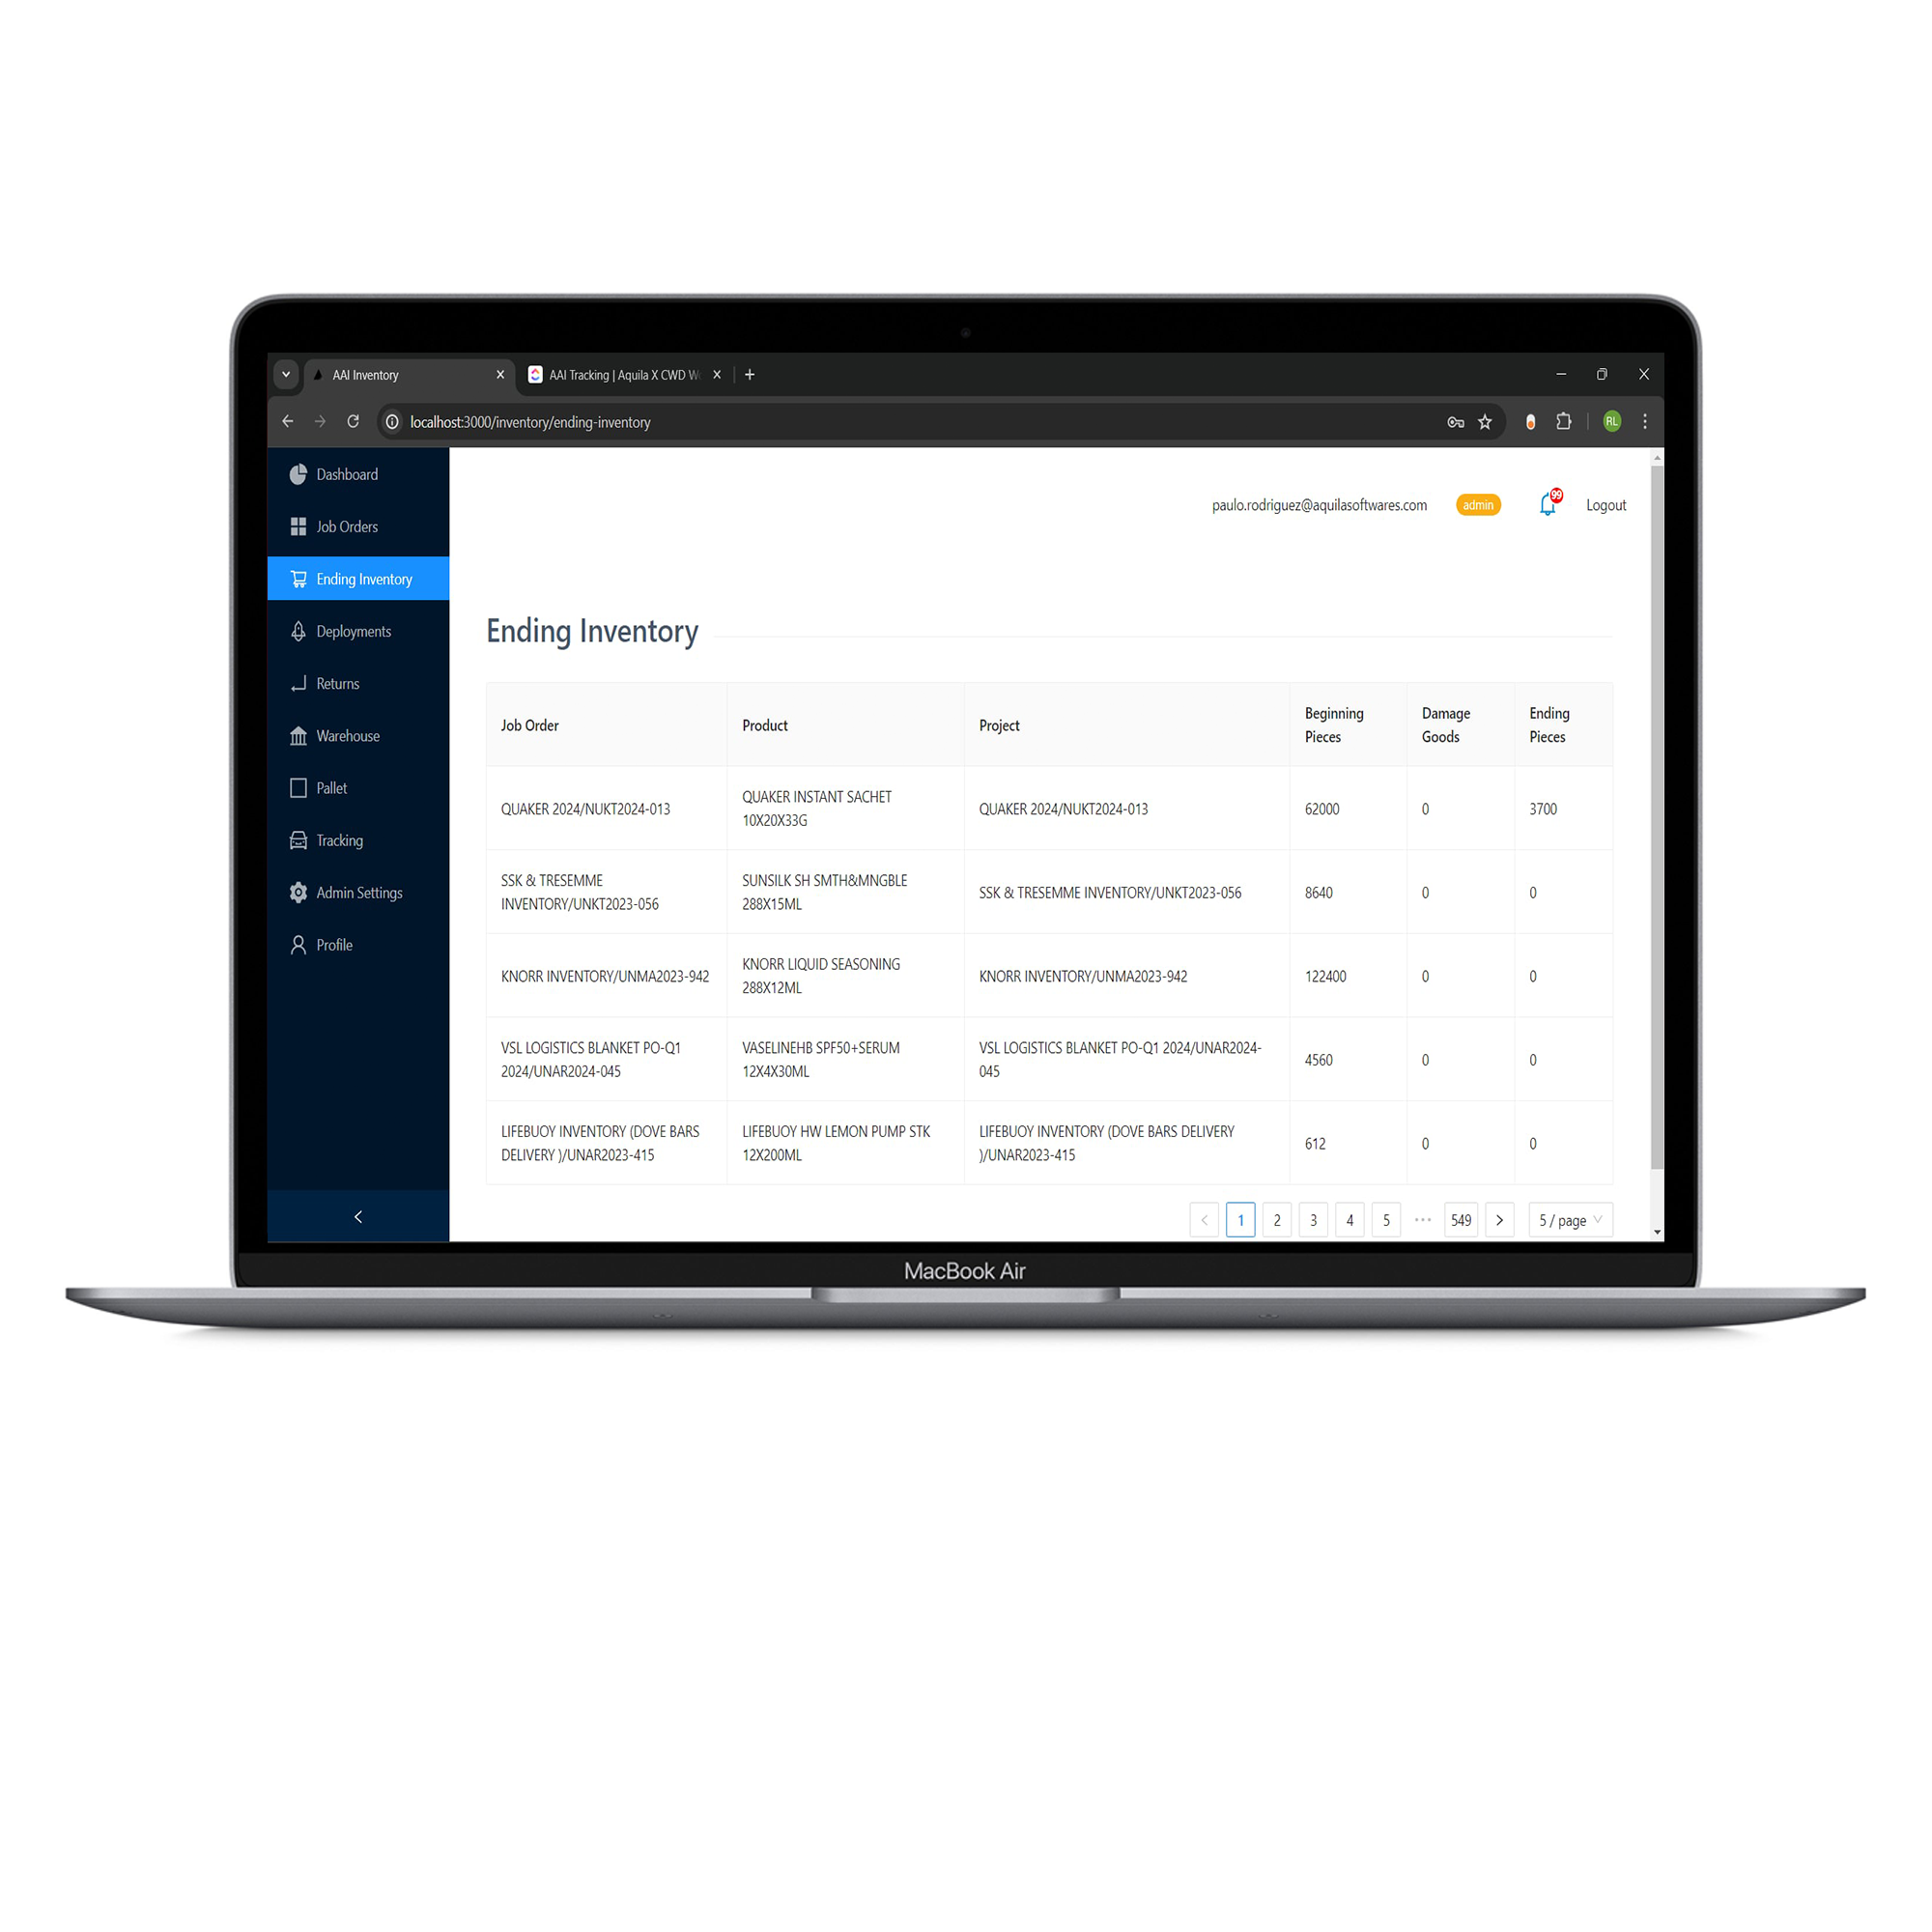 AAI Inventory
AAI Tracking | Aquila X CWD
localhost:3000/inventory/ending-inventory
RL
Dashboard
Job Orders
Ending Inventory
Deployments
Returns
Warehouse
Pallet
Tracking
Admin Settings
Profile
paulo.rodriguez@aquilasoftwares.com admin 99 Logout
Ending Inventory
Job Order
Product
Project
Beginning
Pieces
Damage
Goods
Ending
Pieces
QUAKER 2024/NUKT2024-013
QUAKER INSTANT SACHET
10X20X33G
QUAKER 2024/NUKT2024-013
62000
0
3700
SSK & TRESEMME
INVENTORY/UNKT2023-056
SUNSILK SH SMTH&MNGBLE
288X15ML
SSK & TRESEMME INVENTORY/UNKT2023-056
8640
0
0
KNORR INVENTORY/UNMA2023-942
KNORR LIQUID SEASONING
288X12ML
KNORR INVENTORY/UNMA2023-942
122400
0
0
VSL LOGISTICS BLANKET PO-Q1
2024/UNAR2024-045
VASELINEHB SPF50+SERUM
12X4X30ML
VSL LOGISTICS BLANKET PO-Q1 2024/UNAR2024-
045
4560
0
0
LIFEBUOY INVENTORY (DOVE BARS
DELIVERY )/UNAR2023-415
LIFEBUOY HW LEMON PUMP STK
12X200ML
LIFEBUOY INVENTORY (DOVE BARS DELIVERY
)/UNAR2023-415
612
0
0
1 2 3 4 5 ••• 549 5 / page
MacBook Air